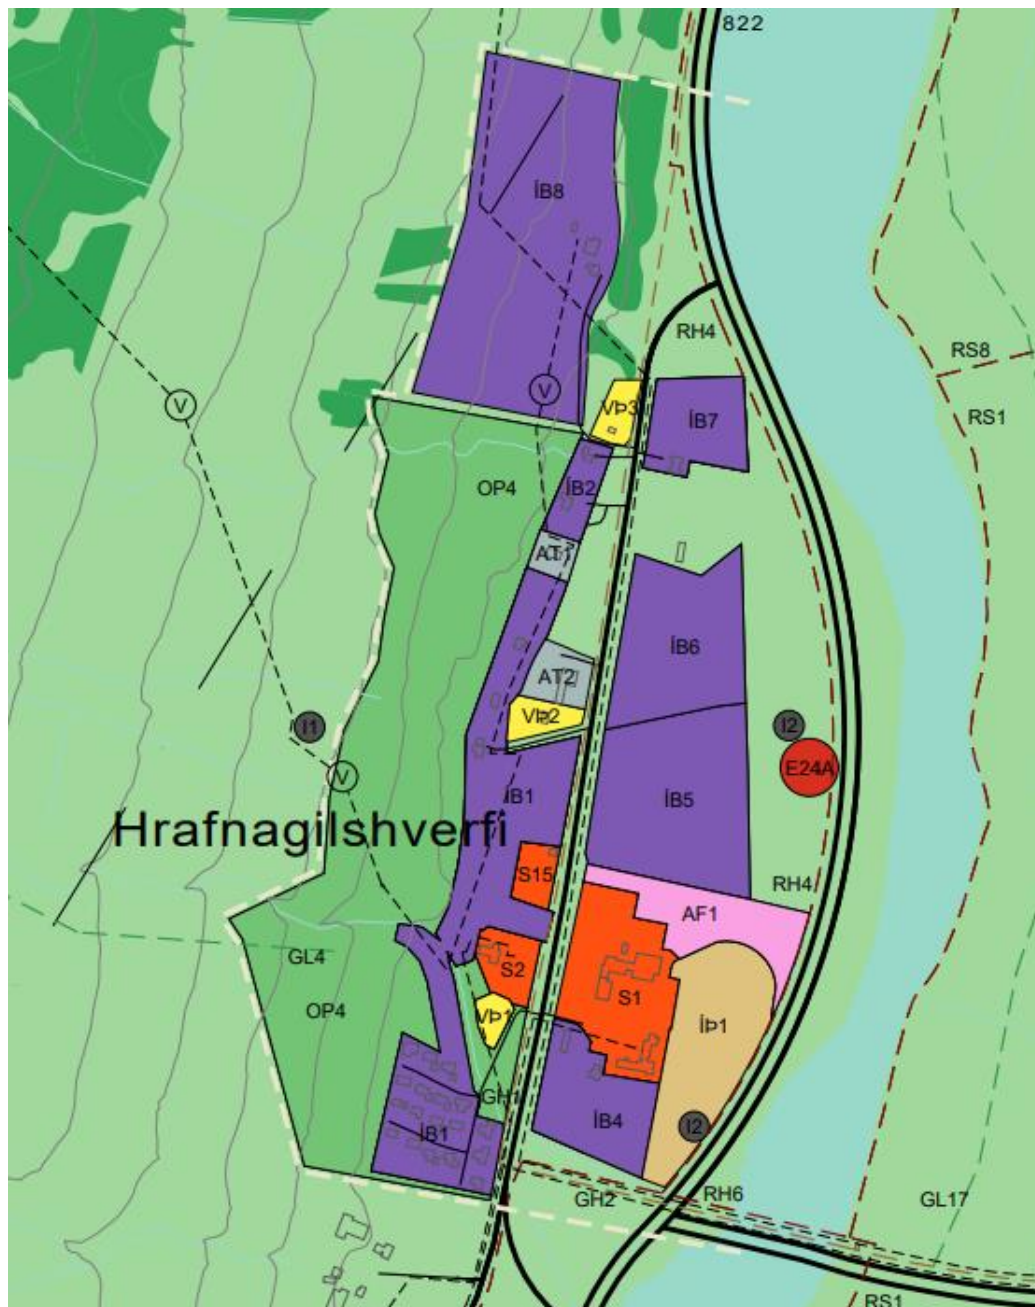 822
ÍB8
RH4
RS8
V
V
VÞ3
RS1
ÍB7
OP4
ÍB2
AT1
ÍB6
AT2
VÞ2
I1
I2
E24A
V
ÍB1
ÍB5
Hrafnagilshverfi
S15
RH4
AF1
GL4
S2
S1
OP4
VÞ1
ÍÞ1
GH1
ÍB1
ÍB4
I2
GH2
RH6
GL17
RS1